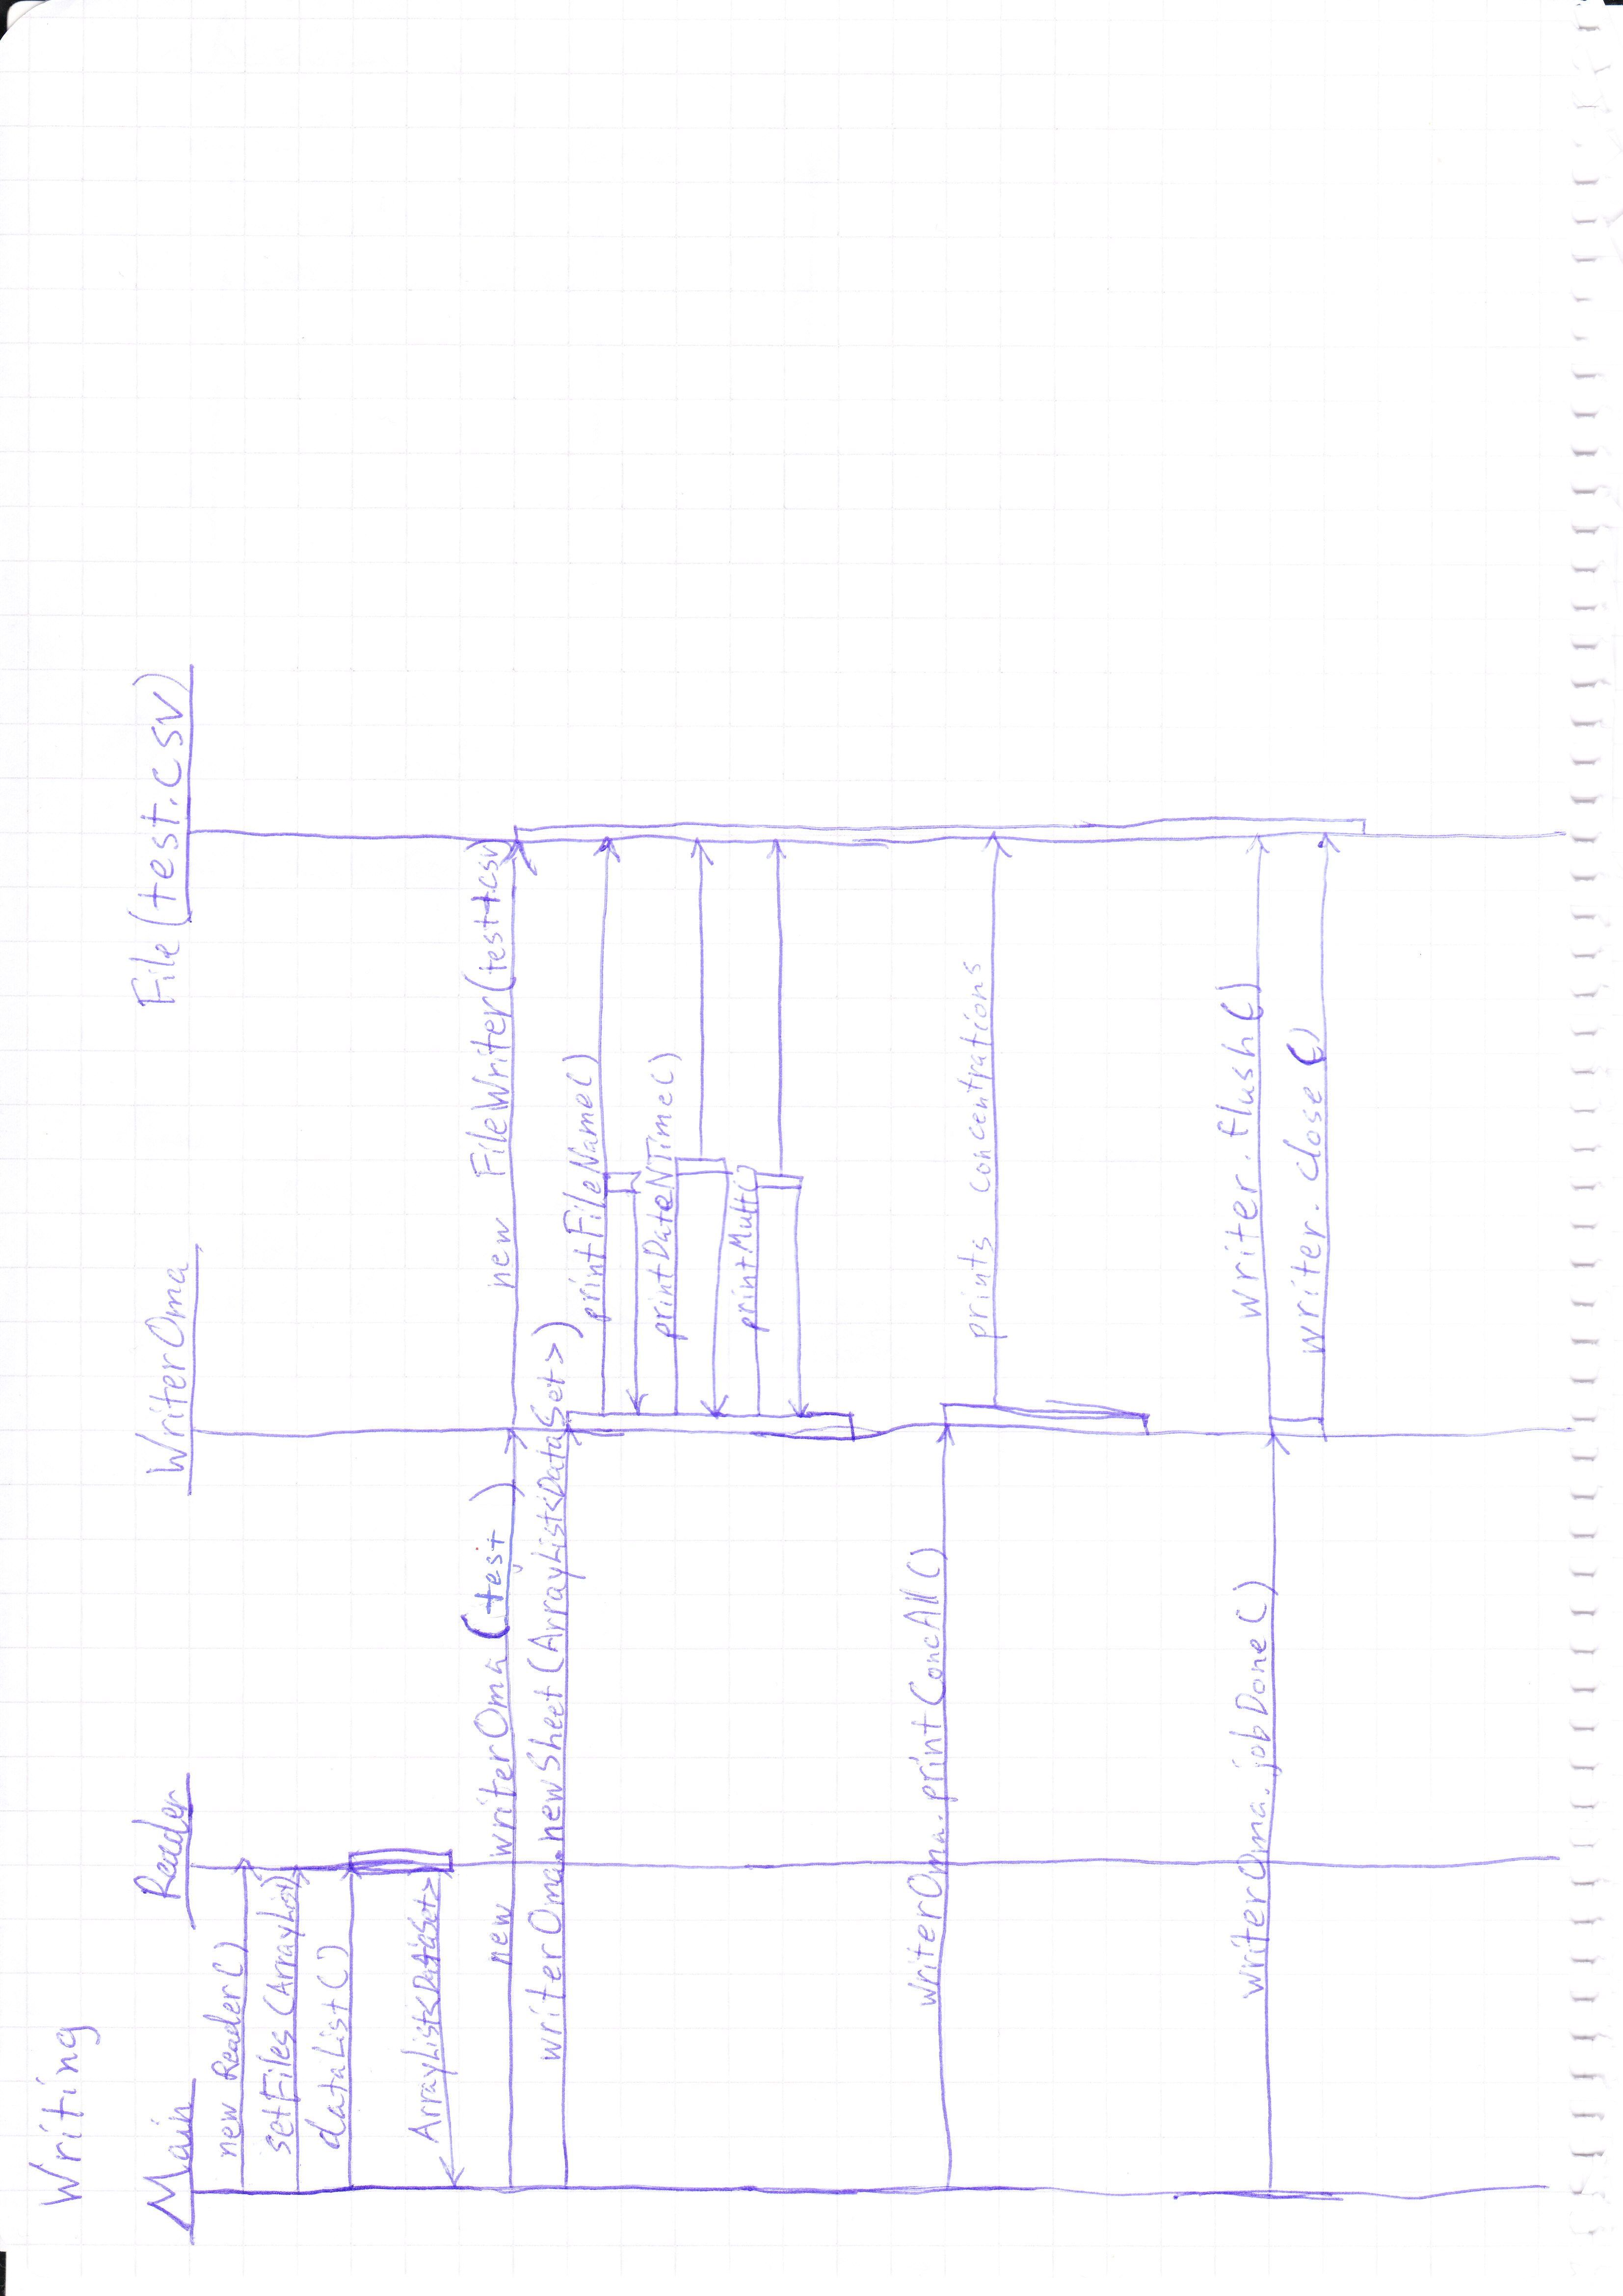 Writing
Main Reader WriterOma File(test.csv)
new Reader()
setFiles (ArrayList)
dataList()
ArrayList<DataSet>
new writerOma(test) new FileWriter(test+.csv)
writerOma.newSheet(ArrayList<DataSet>)
printFileName()
printDateNTime()
printMult()
writerOma.printConcAll()
prints concentrations
writerOma.jobDone() writer.flush()
writer.close()